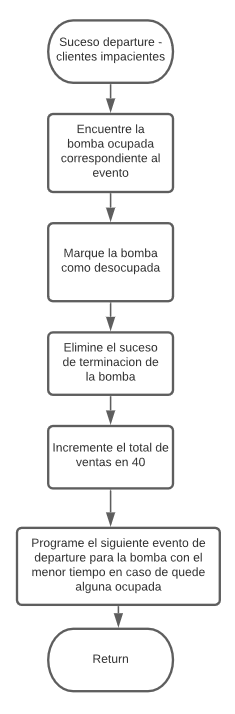 Suceso departure -
clientes impacientes
Encuentre la
bomba ocupada
correspondiente al
evento
Marque la bomba
como desocupada
Elimine el suceso
de terminacion de
la bomba
Incremente el total de
ventas en 40
Programe el siguiente evento de
departure para la bomba con el
menor tiempo en caso de quede
alguna ocupada
Return